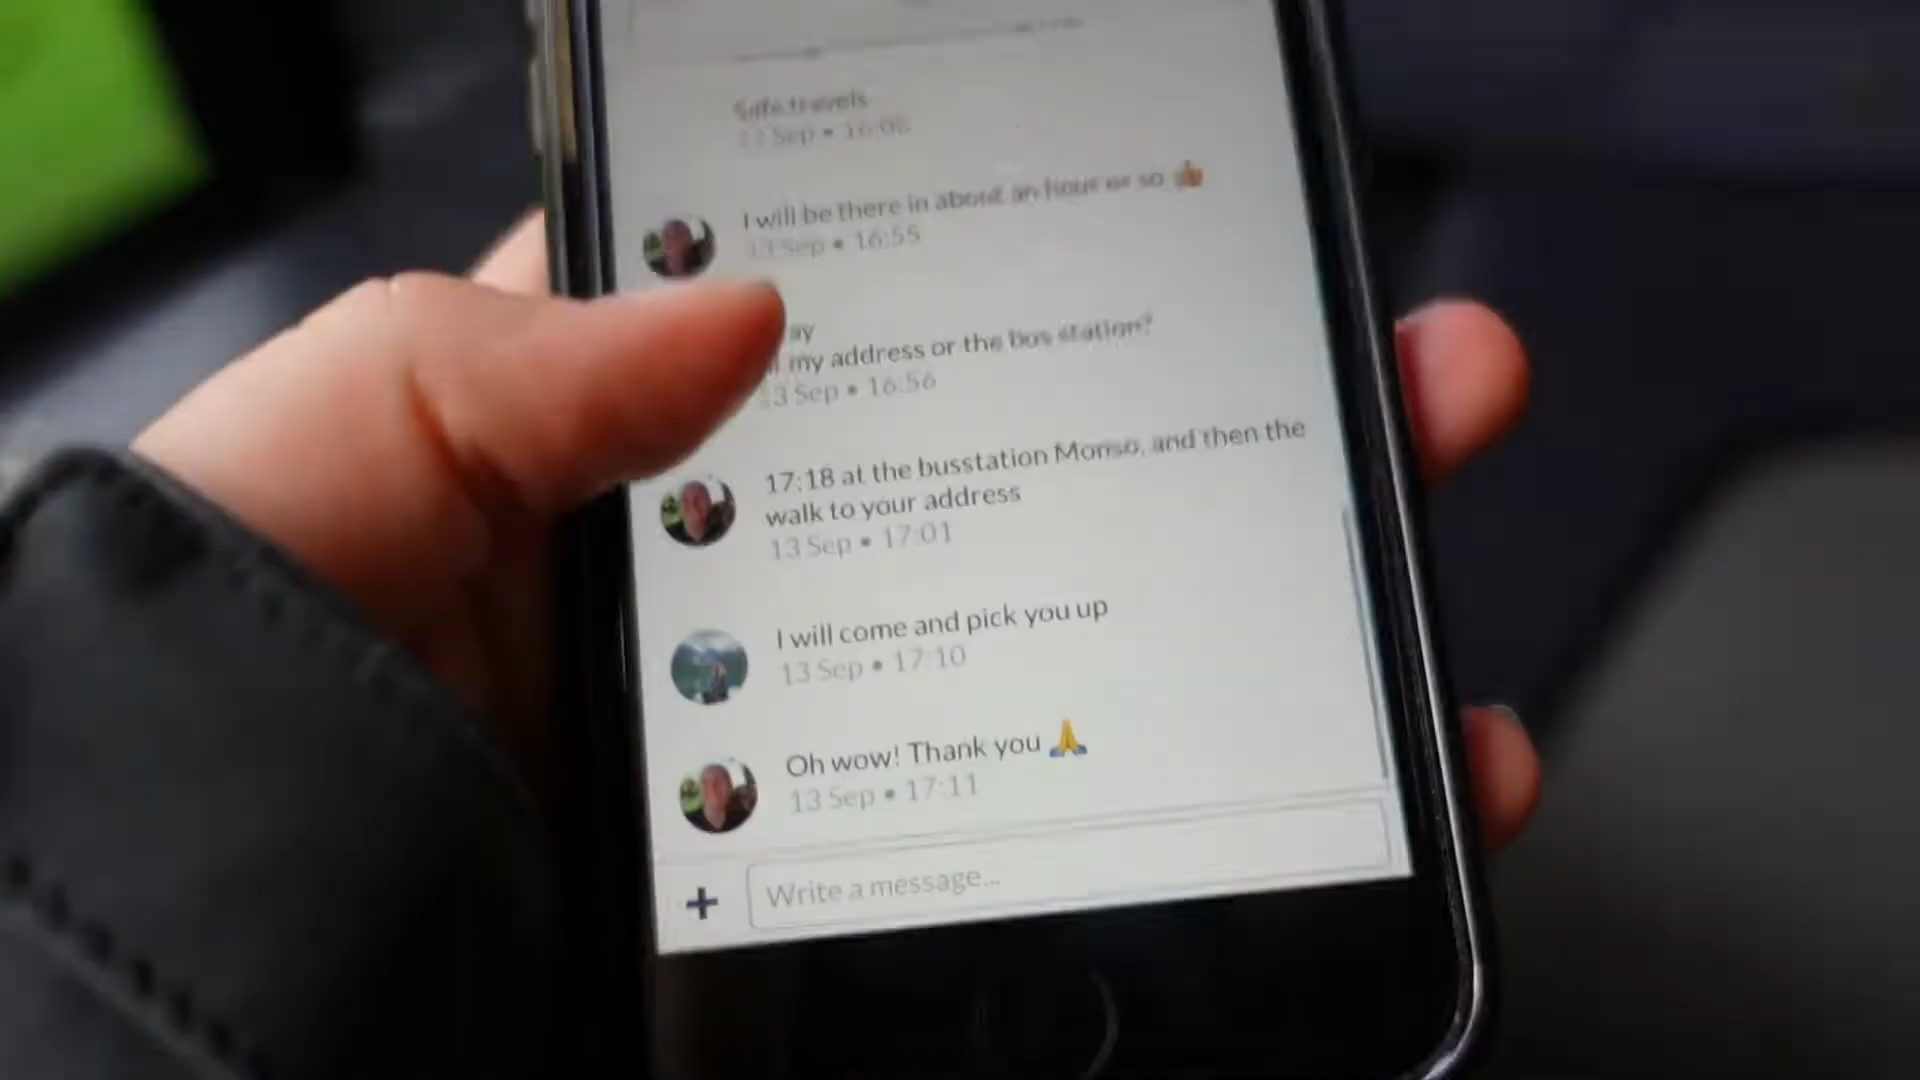 Safe travels
13 Sep • 16:06
I will be there in about an hour or so 👍
13 Sep • 16:55
ay
my address or the bus station?
13 Sep • 16:56
17:18 at the busstation Monsø, and then the
walk to your address
13 Sep • 17:01
I will come and pick you up
13 Sep • 17:10
Oh wow! Thank you 🙏
13 Sep • 17:11
+
Write a message...